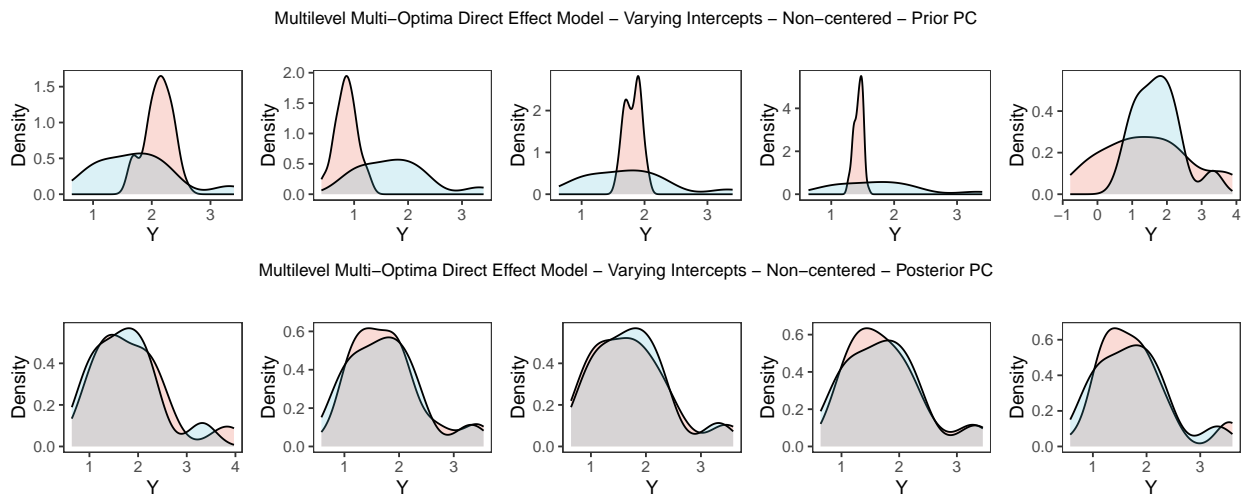 Multilevel Multi−Optima Direct Effect Model − Varying Intercepts − Non−centered − Prior PC
Density
1.5
1.0
0.5
0.0
1 2 3
Y
Density
2.0
1.5
1.0
0.5
0.0
1 2 3
Y
Density
2
1
0
1 2 3
Y
Density
4
2
0
1 2 3
Y
Density
0.4
0.2
0.0
−1 0 1 2 3 4
Y
Multilevel Multi−Optima Direct Effect Model − Varying Intercepts − Non−centered − Posterior PC
Density
0.4
0.2
0.0
1 2 3 4
Y
Density
0.6
0.4
0.2
0.0
1 2 3
Y
Density
0.4
0.2
0.0
1 2 3
Y
Density
0.6
0.4
0.2
0.0
1 2 3
Y
Density
0.6
0.4
0.2
0.0
1 2 3
Y